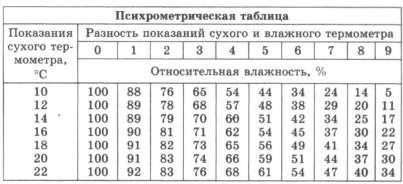 Психрометрическая таблица
Показания сухого тер-мометра, °C
Разность показаний сухого и влажного термометра
0 1 2 3 4 5 6 7 8 9
Относительная влажность, %
10 100 88 76 65 54 44 34 24 14 5
12 100 89 78 68 57 48 38 29 20 11
14 100 89 79 70 60 51 42 34 25 17
16 100 90 81 71 62 54 45 37 30 22
18 100 91 82 73 65 56 49 41 34 27
20 100 91 83 74 66 59 51 44 37 30
22 100 92 83 76 68 61 54 47 40 34